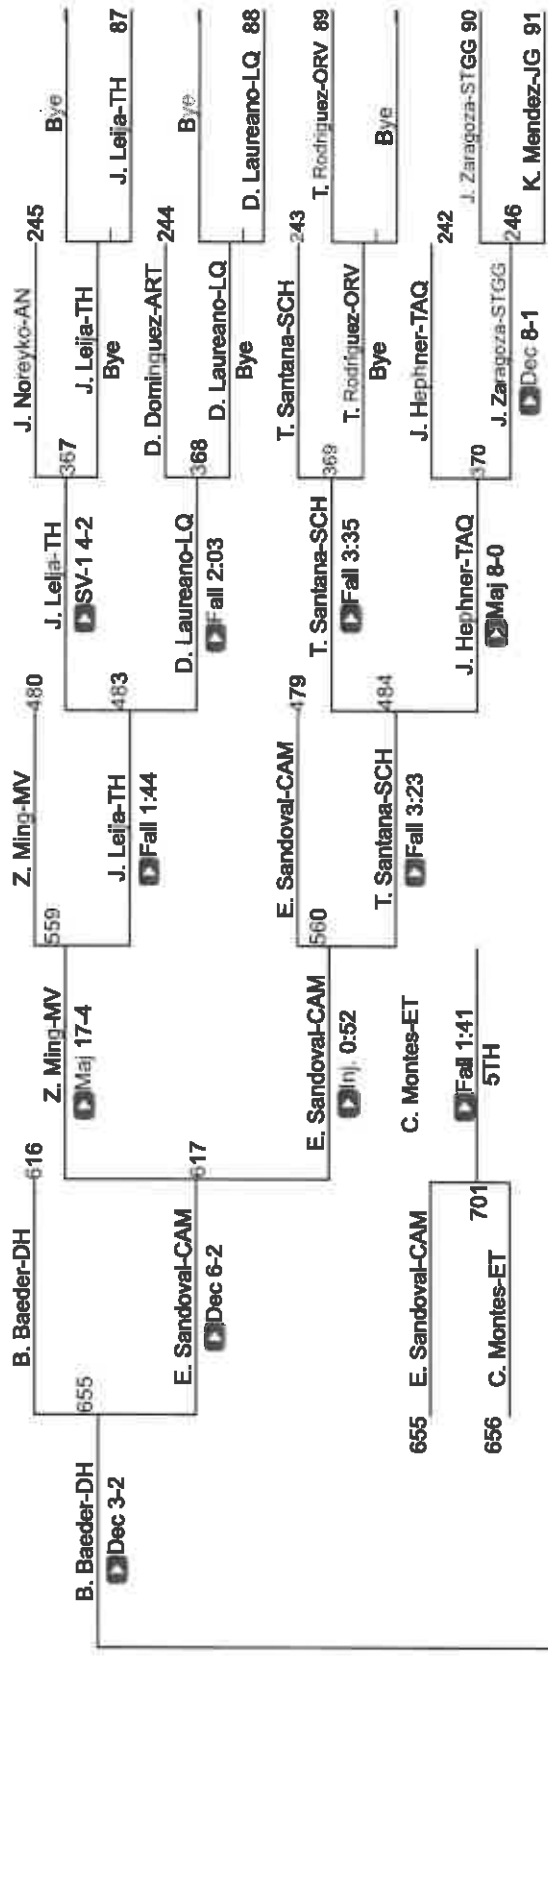 Bye
J. Leija-TH 87
Bye
D. Laureano-LQ 88
T. Rodriguez-ORV 89
Bye
J. Zaragoza-STGG 90
K. Mendez-JG 91
J. Noreyko-AN 245
J. Leija-TH
Bye
D. Dominguez-ART 244
D. Laureano-LQ
Bye
T. Santana-SCH 243
T. Rodriguez-ORV
Bye
J. Hephner-TAQ 242
J. Zaragoza-STGG 246
Dec 8-1
J. Leija-TH 367
SV-1 4-2
D. Laureano-LQ 368
Fall 2:03
T. Santana-SCH 369
Fall 3:35
J. Hephner-TAQ 370
Maj 8-0
Z. Ming-MV 480
J. Leija-TH 483
Fall 1:44
E. Sandoval-CAM 479
T. Santana-SCH 484
Fall 3:23
Z. Ming-MV 559
Maj 17-4
E. Sandoval-CAM 560
Inj. 0:52
B. Baeder-DH 616
E. Sandoval-CAM 617
Dec 6-2
B. Baeder-DH 655
Dec 3-2
655 E. Sandoval-CAM
656 C. Montes-ET
701
C. Montes-ET
Fall 1:41
5TH